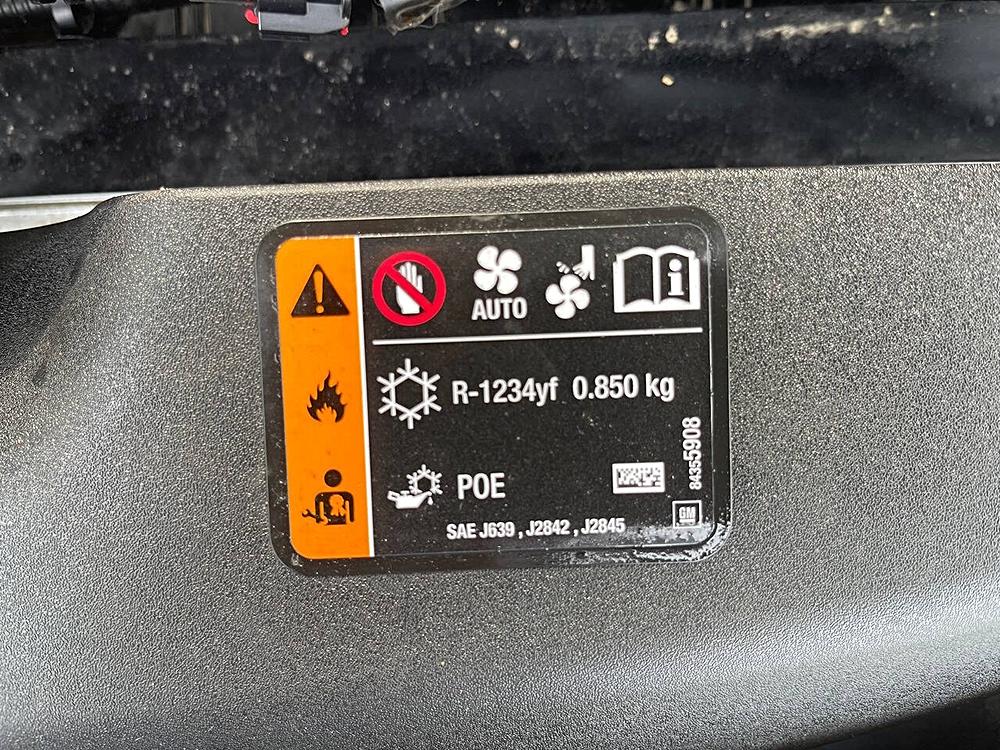 AUTO
R-1234yf 0.850 kg
POE
SAE J639 , J2842 , J2845
84355908
GM